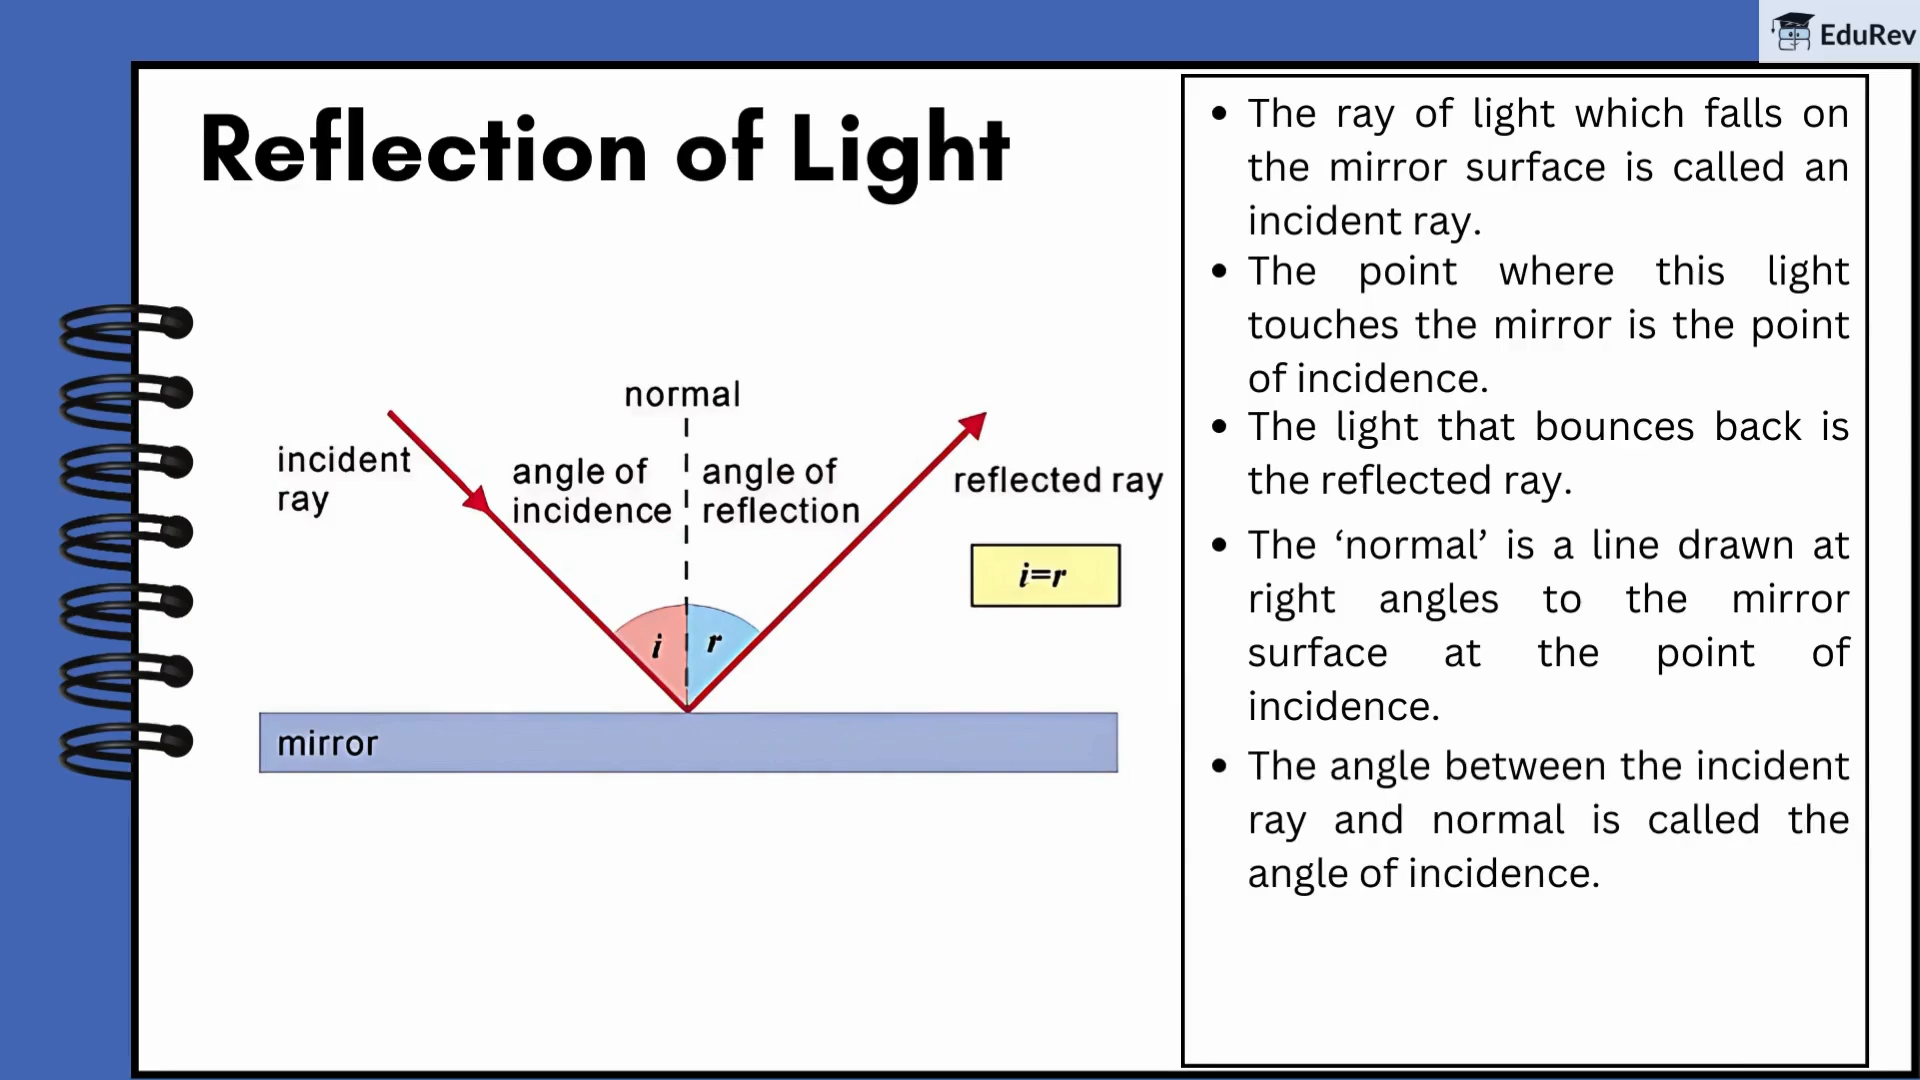 EduRev
Reflection of Light
normal
incident
ray
angle of
incidence
angle of
reflection
reflected ray
i=r
i
r
mirror
• The ray of light which falls on
the mirror surface is called an
incident ray.
• The point where this light
touches the mirror is the point
of incidence.
• The light that bounces back is
the reflected ray.
• The ‘normal’ is a line drawn at
right angles to the mirror
surface at the point of
incidence.
• The angle between the incident
ray and normal is called the
angle of incidence.